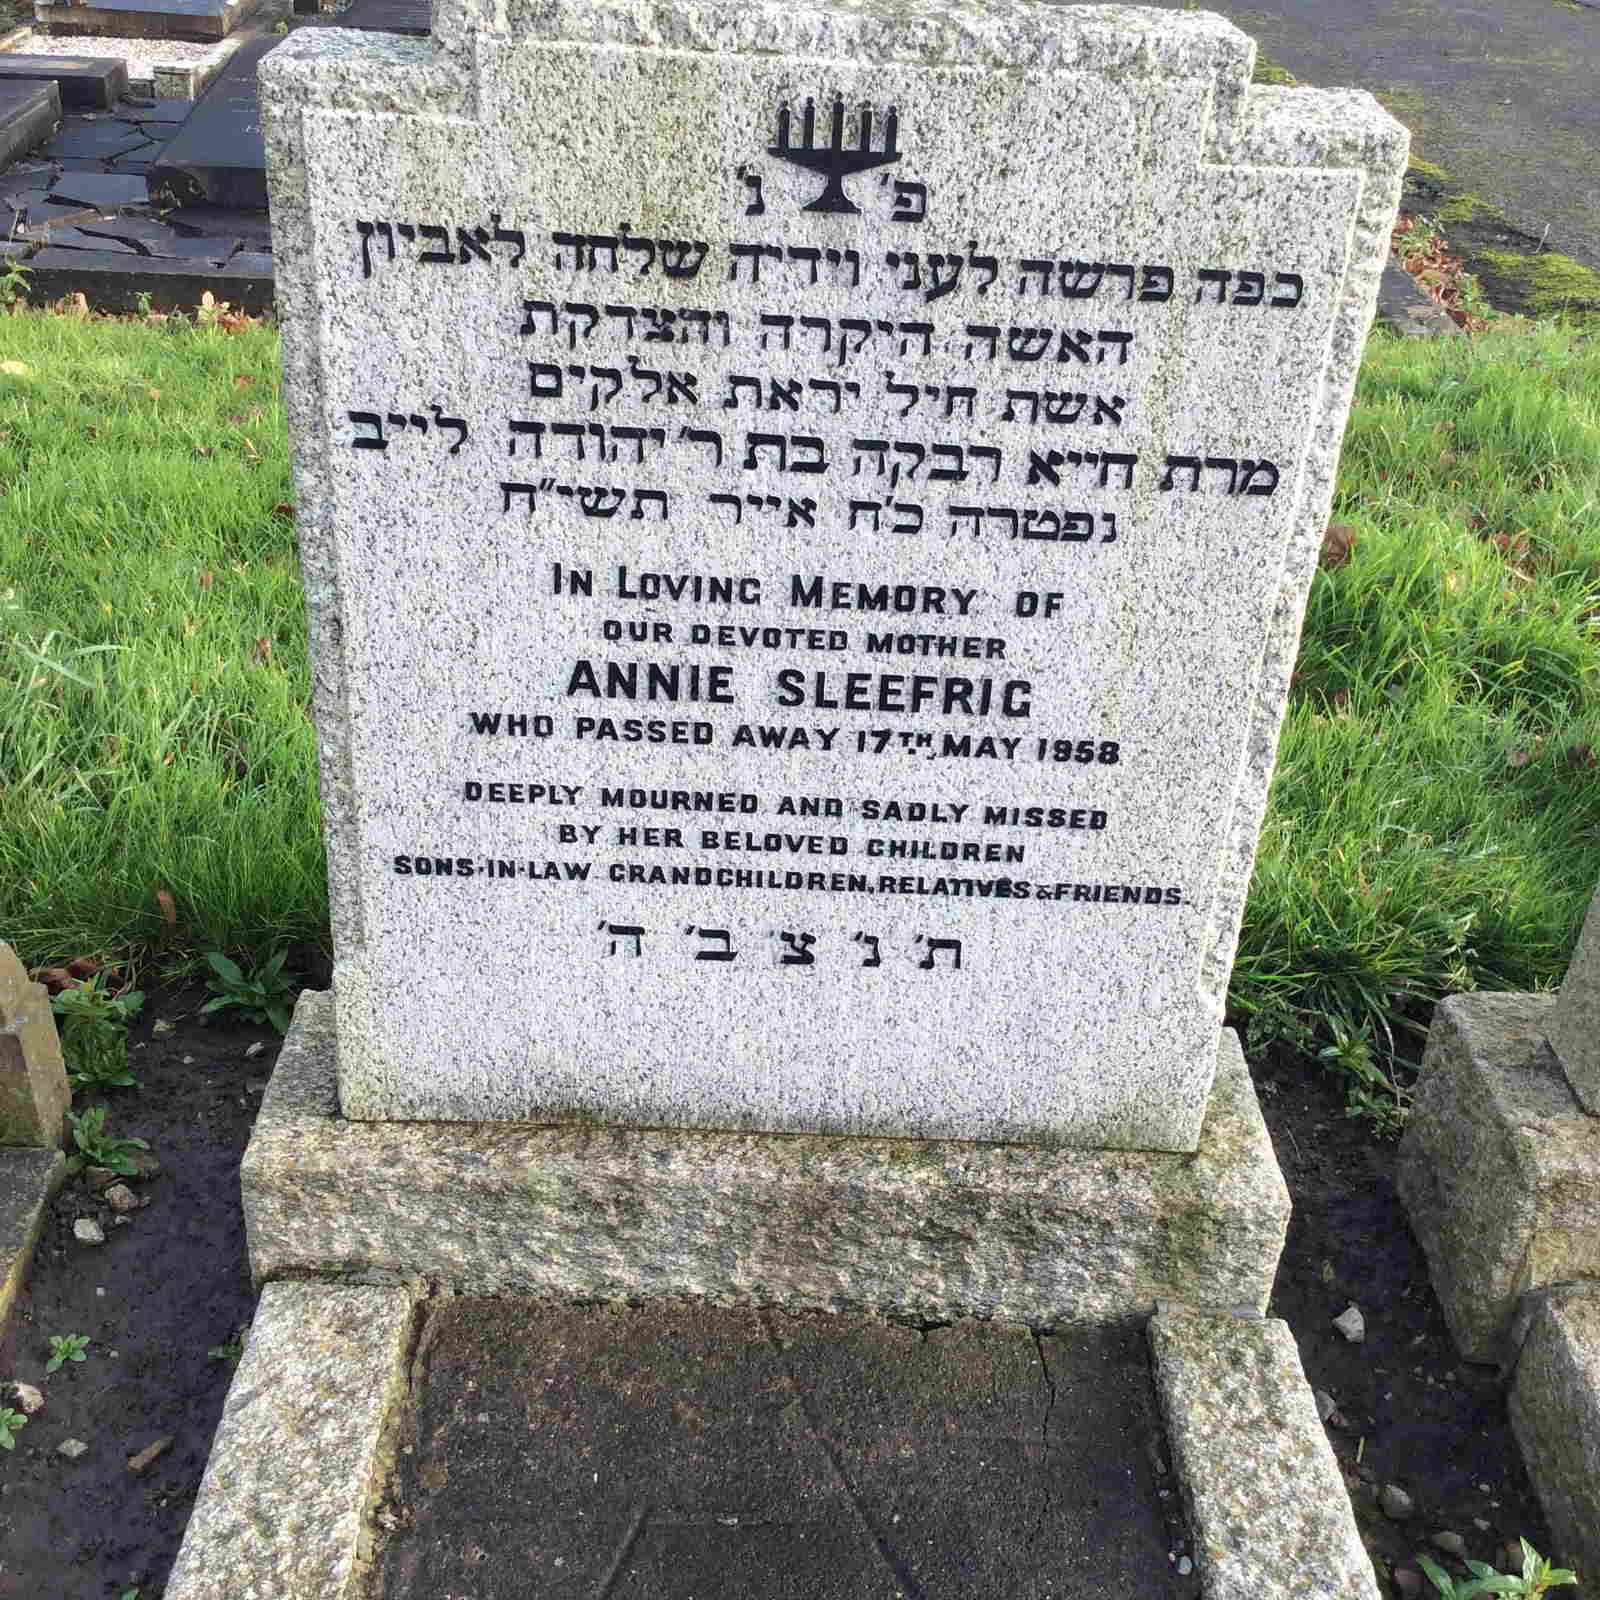 פ' נ'
כפה פרשה לעני וידיה שלחה לאביון
האשה היקרה והצדקת
אשת חיל יראת אלקים
מרת חייא רבקה בת ר' יהודה לייב
נפטרה כ'ח אייר תשי"ח
IN LOVING MEMORY OF
OUR DEVOTED MOTHER
ANNIE SLEEFRIG
WHO PASSED AWAY 17TH MAY 1958
DEEPLY MOURNED AND SADLY MISSED
BY HER BELOVED CHILDREN
SONS-IN-LAW. GRANDCHILDREN, RELATIVES & FRIENDS.
ת' נ' צ' ב' ה'